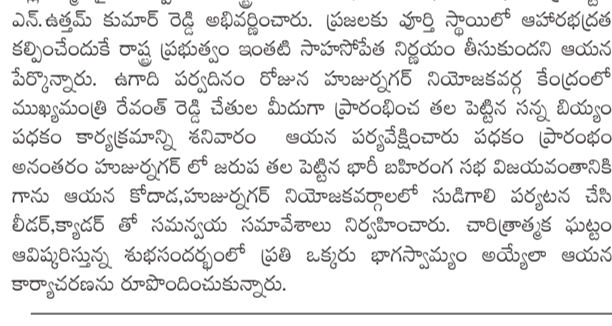 ఎన్.ఉత్తమ్ కుమార్ రెడ్డి అభివర్ణించారు. ప్రజలకు పూర్తి స్థాయిలో ఆహారభద్రత
కల్పించేందుకే రాష్ట్ర ప్రభుత్వం ఇంతటి సాహసోపేత నిర్ణయం తీసుకుందని ఆయన
పేర్కొన్నారు. ఉగాది పర్వదినం రోజున హుజుర్నగర్ నియోజకవర్గ కేంద్రంలో
ముఖ్యమంత్రి రేవంత్ రెడ్డి చేతుల మీదుగా ప్రారంభించ తల పెట్టిన సన్న బియ్యం
పధకం కార్యక్రమాన్ని శనివారం ఆయన పర్యవేక్షించారు పధకం ప్రారంభం
అనంతరం హుజుర్నగర్ లో జరుప తల పెట్టిన భారీ బహిరంగ సభ విజయవంతానికి
గాను ఆయన కోదాడ,హుజుర్నగర్ నియోజకవర్గాలలో సుడిగాలి పర్యటన చేసి
లీడర్,క్యాడర్ తో సమన్వయ సమావేశాలు నిర్వహించారు. చారిత్రాత్మక ఘట్టం
ఆవిష్కరిస్తున్న శుభసందర్భంలో ప్రతి ఒక్కరు భాగస్వామ్యం అయ్యేలా ఆయన
కార్యాచరణను రూపొందించుకున్నారు.